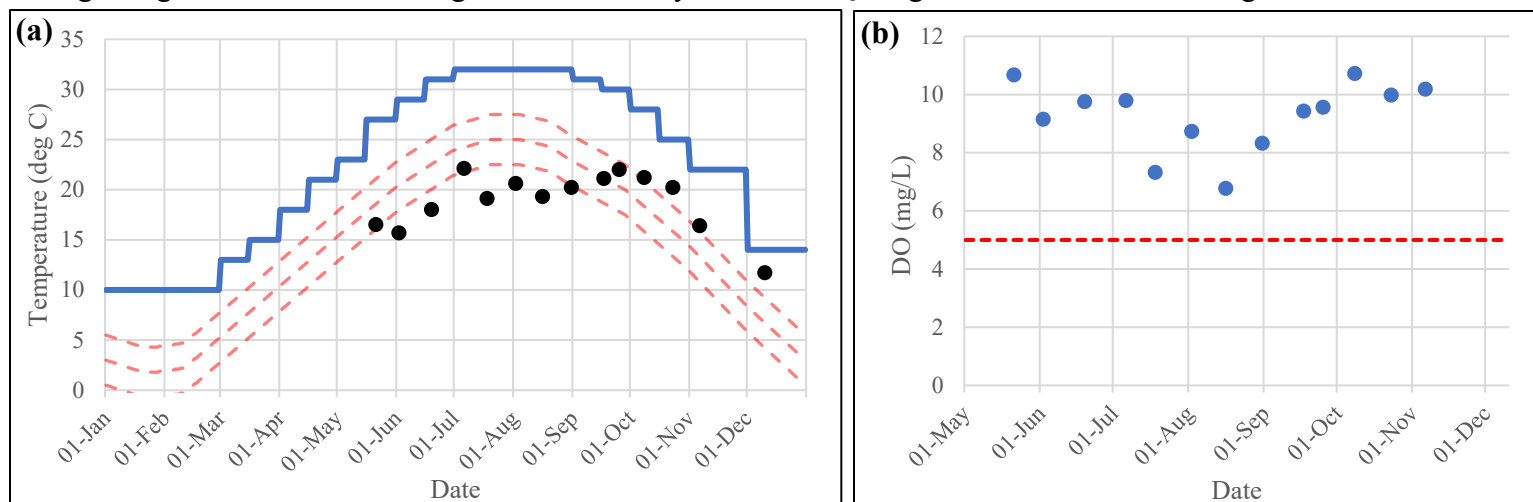 (a)
Temperature (deg C)
35
30
25
20
15
10
5
0
01-Jan
01-Feb
01-Mar
01-Apr
01-May
01-Jun
01-Jul
01-Aug
01-Sep
01-Oct
01-Nov
01-Dec
Date
(b)
DO (mg/L)
12
10
8
6
4
2
0
01-May
01-Jun
01-Jul
01-Aug
01-Sep
01-Oct
01-Nov
01-Dec
Date